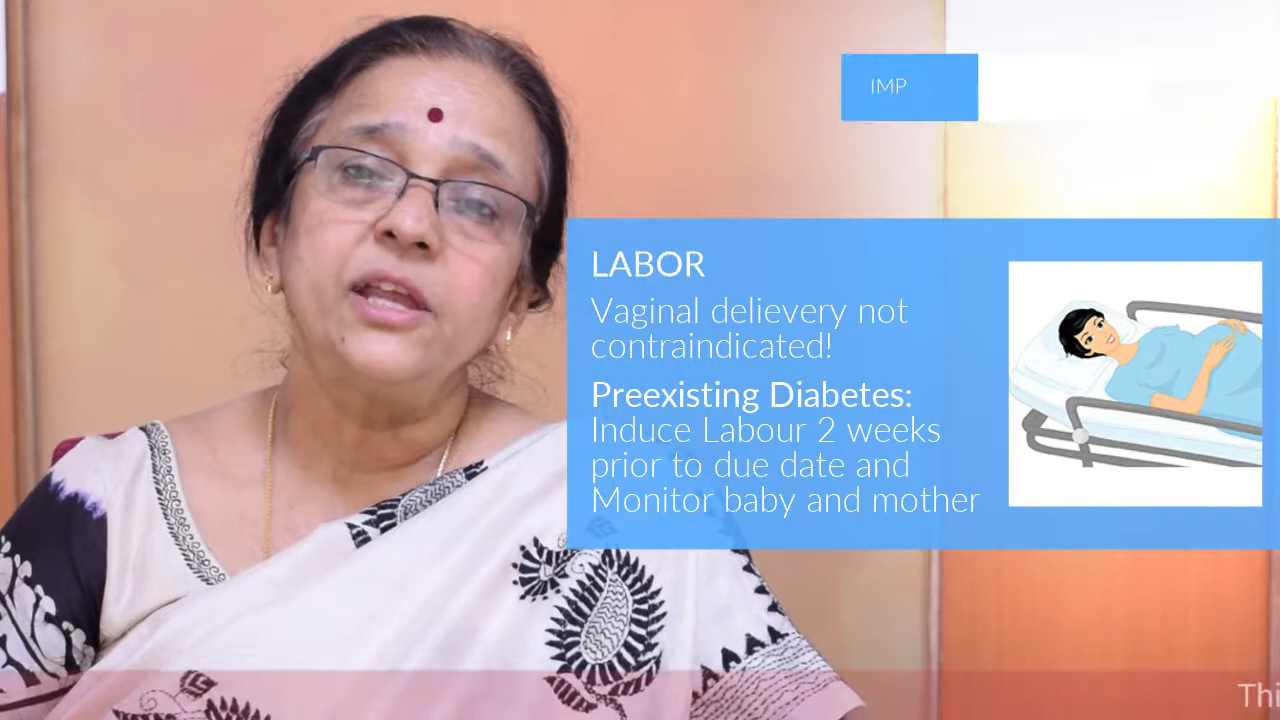 IMP
LABOR
Vaginal delievery not
contraindicated!
Preexisting Diabetes:
Induce Labour 2 weeks
prior to due date and
Monitor baby and mother
Thi